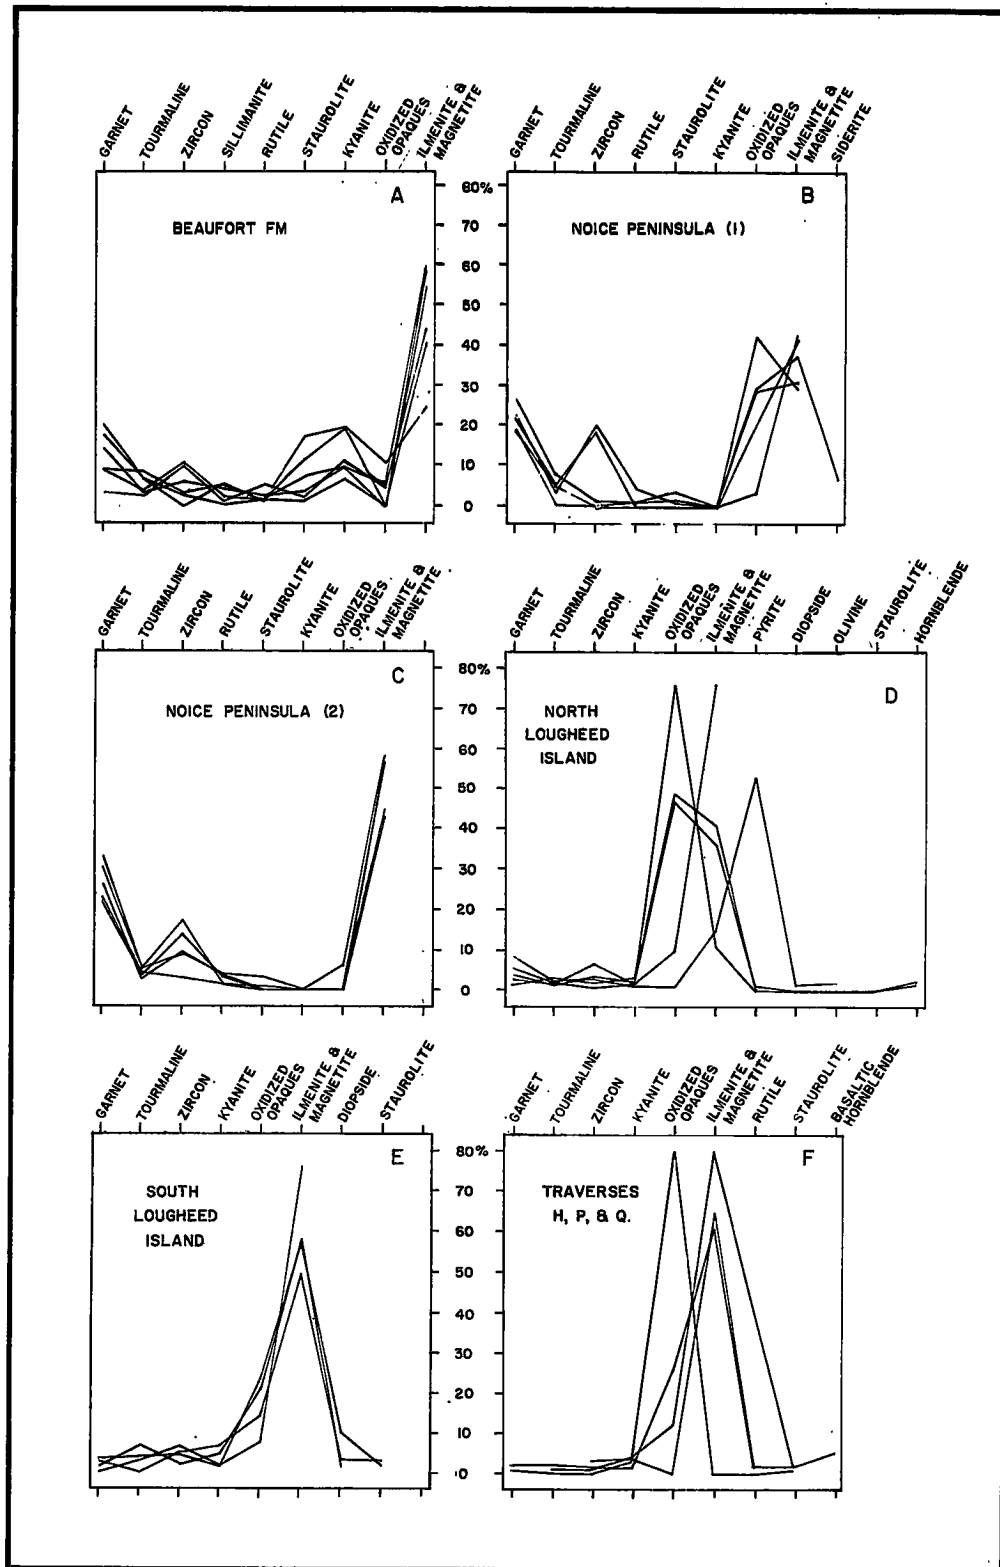 GARNET
TOURMALINE
ZIRCON
SILLIMANITE
RUTILE
STAUROLITE
KYANITE
OXIDIZED
OPAQUES
ILMENITE &
MAGNETITE
A
BEAUFORT FM
GARNET
TOURMALINE
ZIRCON
RUTILE
STAUROLITE
KYANITE
OXIDIZED
OPAQUES
ILMENITE &
MAGNETITE
SIDERITE
80%
70
60
50
40
30
20
10
0
B
NOICE PENINSULA (1)
GARNET
TOURMALINE
ZIRCON
RUTILE
STAUROLITE
KYANITE
OXIDIZED
OPAQUES
ILMENITE &
MAGNETITE
C
NOICE PENINSULA (2)
GARNET
TOURMALINE
ZIRCON
KYANITE
OXIDIZED
OPAQUES
ILMENITE &
MAGNETITE
PYRITE
DIOPSIDE
OLIVINE
STAUROLITE
HORNBLENDE
80%
70
60
50
40
30
20
10
0
D
NORTH
LOUGHEED
ISLAND
GARNET
TOURMALINE
ZIRCON
KYANITE
OXIDIZED
OPAQUES
ILMENITE &
MAGNETITE
DIOPSIDE
STAUROLITE
E
SOUTH
LOUGHEED
ISLAND
GARNET
TOURMALINE
ZIRCON
KYANITE
OXIDIZED
OPAQUES
ILMENITE &
MAGNETITE
RUTILE
STAUROLITE
BASALTIC
HORNBLENDE
80%
70
60
50
40
30
20
10
0
F
TRAVERSES
H, P, & Q.